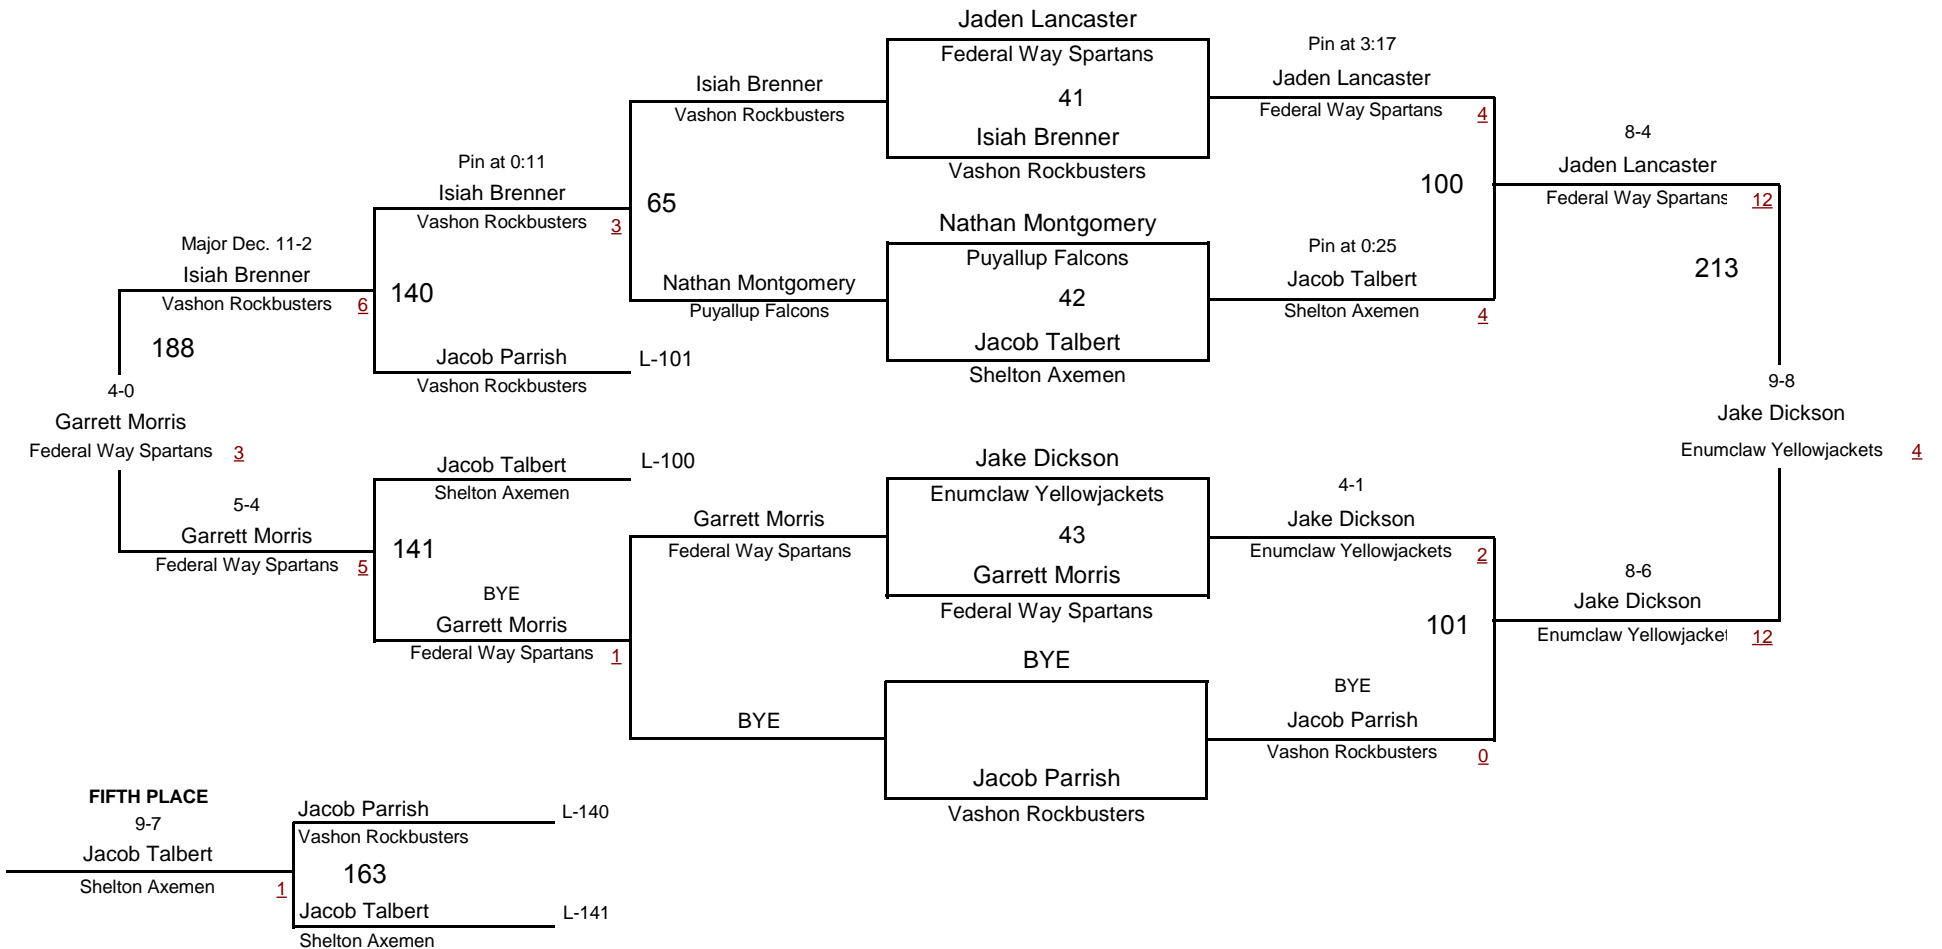 Jaden Lancaster
Federal Way Spartans
41
Isiah Brenner
Vashon Rockbusters
Pin at 3:17
Jaden Lancaster
Federal Way Spartans 4
Isiah Brenner
Vashon Rockbusters
8-4
Jaden Lancaster
Federal Way Spartans 12
100
Pin at 0:11
Isiah Brenner
Vashon Rockbusters 3
65
Nathan Montgomery
Puyallup Falcons
42
Jacob Talbert
Shelton Axemen
Pin at 0:25
Jacob Talbert
Shelton Axemen 4
213
Major Dec. 11-2
Isiah Brenner
Vashon Rockbusters 6
140
Nathan Montgomery
Puyallup Falcons
188
Jacob Parrish L-101
Vashon Rockbusters
4-0
Garrett Morris
Federal Way Spartans 3
9-8
Jake Dickson
Enumclaw Yellowjackets 4
Jacob Talbert L-100
Shelton Axemen
Jake Dickson
Enumclaw Yellowjackets
43
Garrett Morris
Federal Way Spartans
4-1
Jake Dickson
Enumclaw Yellowjackets 2
5-4
Garrett Morris
Federal Way Spartans 5
141
Garrett Morris
Federal Way Spartans
BYE
Garrett Morris
Federal Way Spartans 1
8-6
Jake Dickson
Enumclaw Yellowjacket 12
101
BYE
BYE
Jacob Parrish
Vashon Rockbusters
BYE
Jacob Parrish
Vashon Rockbusters 0
FIFTH PLACE
9-7
Jacob Talbert
Shelton Axemen 1
Jacob Parrish L-140
Vashon Rockbusters
163
Jacob Talbert L-141
Shelton Axemen